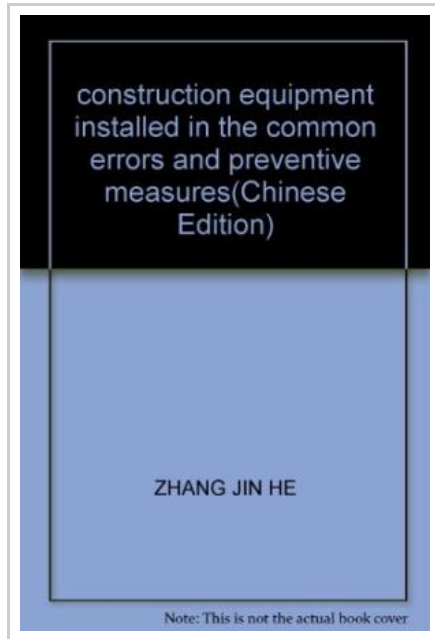 construction equipment
installed in the common
errors and preventive
measures(Chinese
Edition)
ZHANG JIN HE
Note: This is not the actual book cover